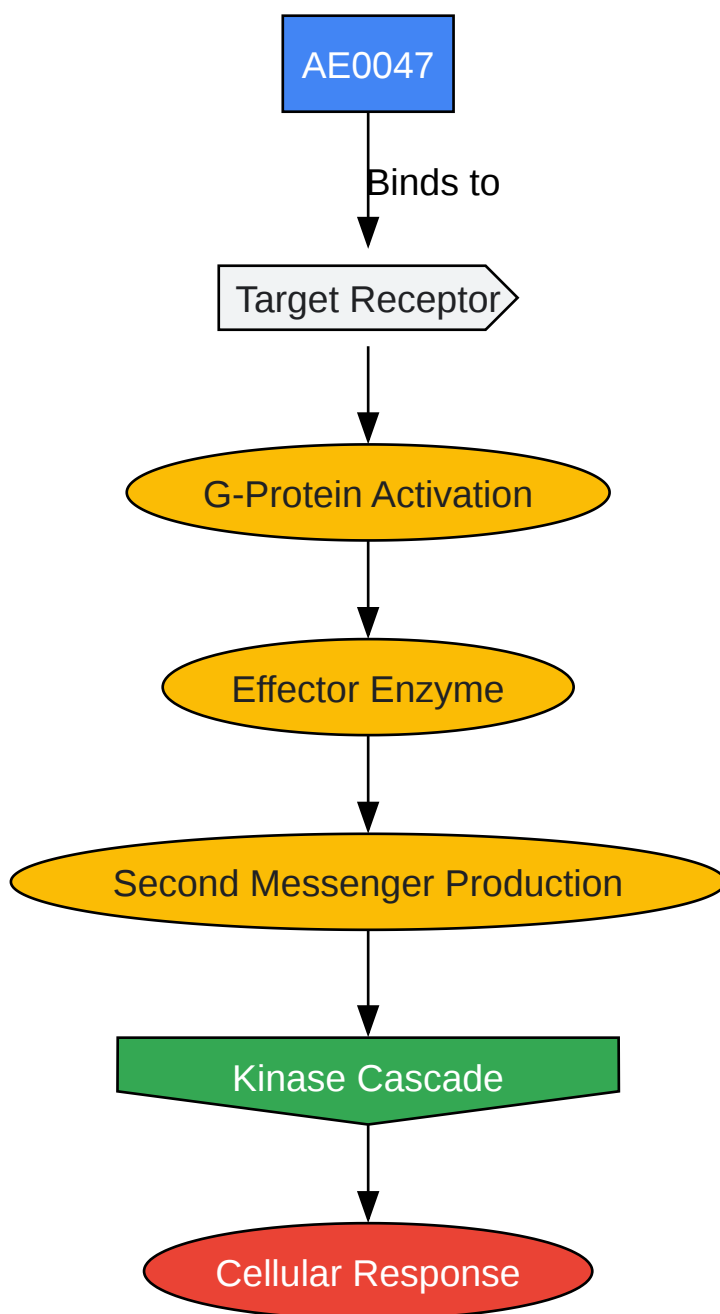 AE0047
Binds to
Target Receptor
G-Protein Activation
Effector Enzyme
Second Messenger Production
Kinase Cascade
Cellular Response